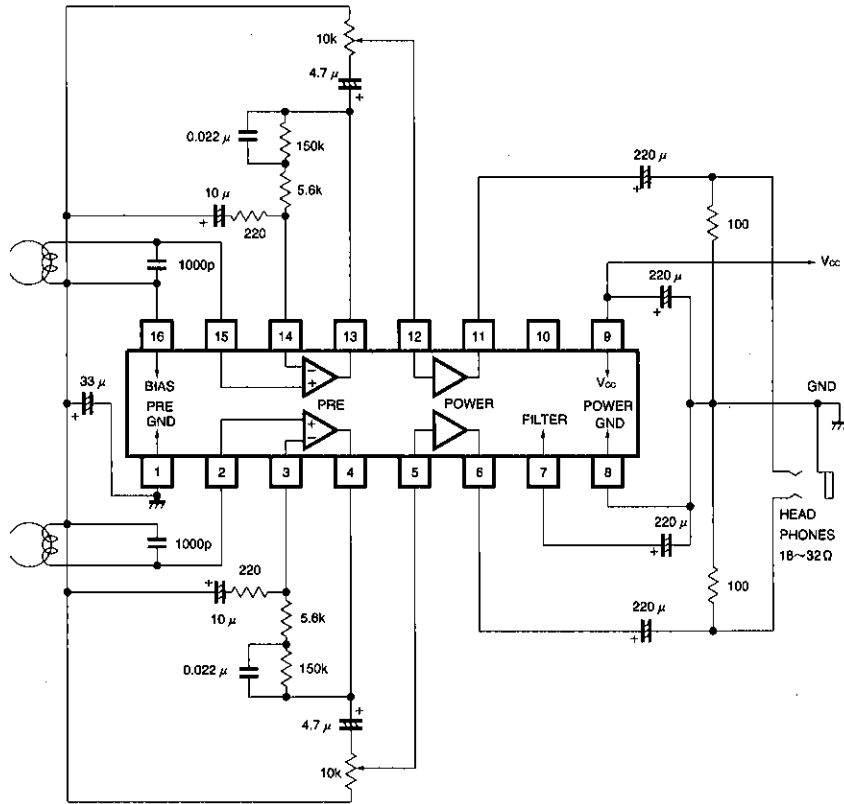 10k
4.7 μ
+
0.022 μ
150k
220 μ
10 μ
5.6k
+
+
220
100
1000p
220 μ
Vcc
+
16
15
14
13
12
11
10
9
33 μ
BIAS
−
+
Vcc
GND
PRE
GND
PRE
POWER
FILTER
POWER
GND
+
+
−
1
2
3
4
5
6
7
8
HEAD
PHONES
16~32Ω
1000p
220 μ
+
220
+
10 μ
5.6k
100
220 μ
+
0.022 μ
150k
+
4.7 μ
10k